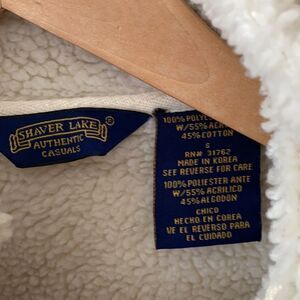 SHAVER LAKE
®
AUTHENTIC
CASUALS
100% POLYE
W/55% ACR
45% COTTON
S
RN# 31762
MADE IN KOREA
SEE REVERSE FOR CARE
100% POLIESTER ANTE
W/55% ACRILICO
45% ALGODON
CHICO
HECHO EN COREA
VE EL REVERSO PARA
EL CUIDADO